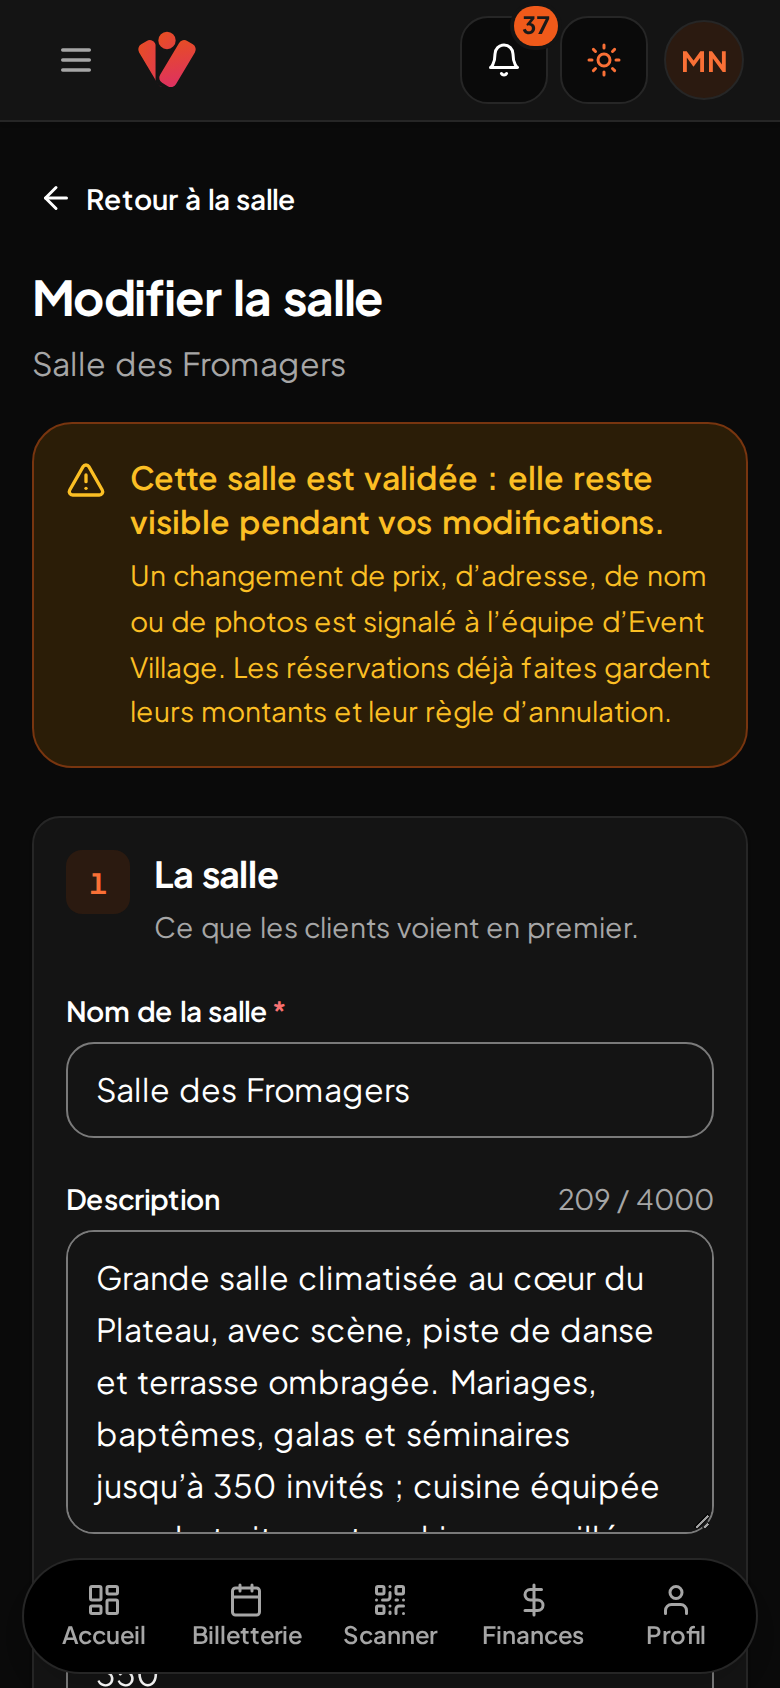 37
MN
Retour à la salle
Modifier la salle
Salle des Fromagers
Cette salle est validée : elle reste
visible pendant vos modifications.
Un changement de prix, d’adresse, de nom
ou de photos est signalé à l’équipe d’Event
Village. Les réservations déjà faites gardent
leurs montants et leur règle d’annulation.
1
La salle
Ce que les clients voient en premier.
Nom de la salle *
Salle des Fromagers
Description
209 / 4000
Grande salle climatisée au cœur du
Plateau, avec scène, piste de danse
et terrasse ombragée. Mariages,
baptêmes, galas et séminaires
jusqu’à 350 invités ; cuisine équipée
Accueil
Billetterie
Scanner
Finances
Profil
350